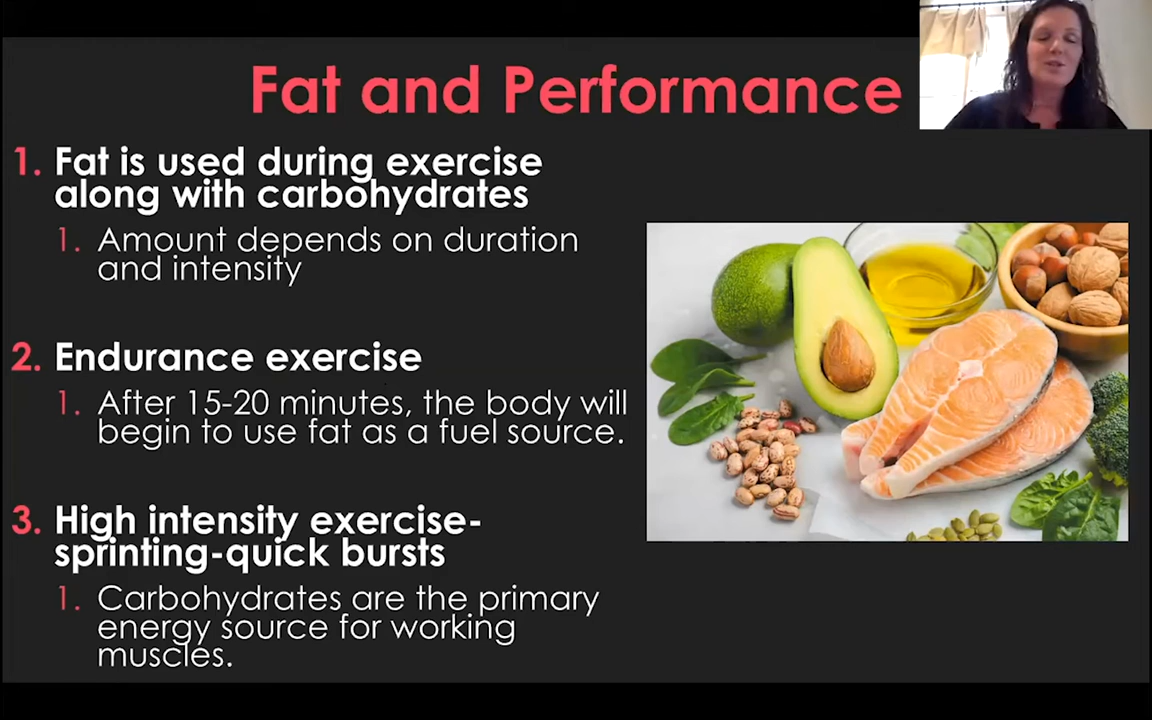 Fat and Performance
1. Fat is used during exercise
along with carbohydrates
1. Amount depends on duration
and intensity
2. Endurance exercise
1. After 15-20 minutes, the body will
begin to use fat as a fuel source.
3. High intensity exercise-
sprinting-quick bursts
1. Carbohydrates are the primary
energy source for working
muscles.